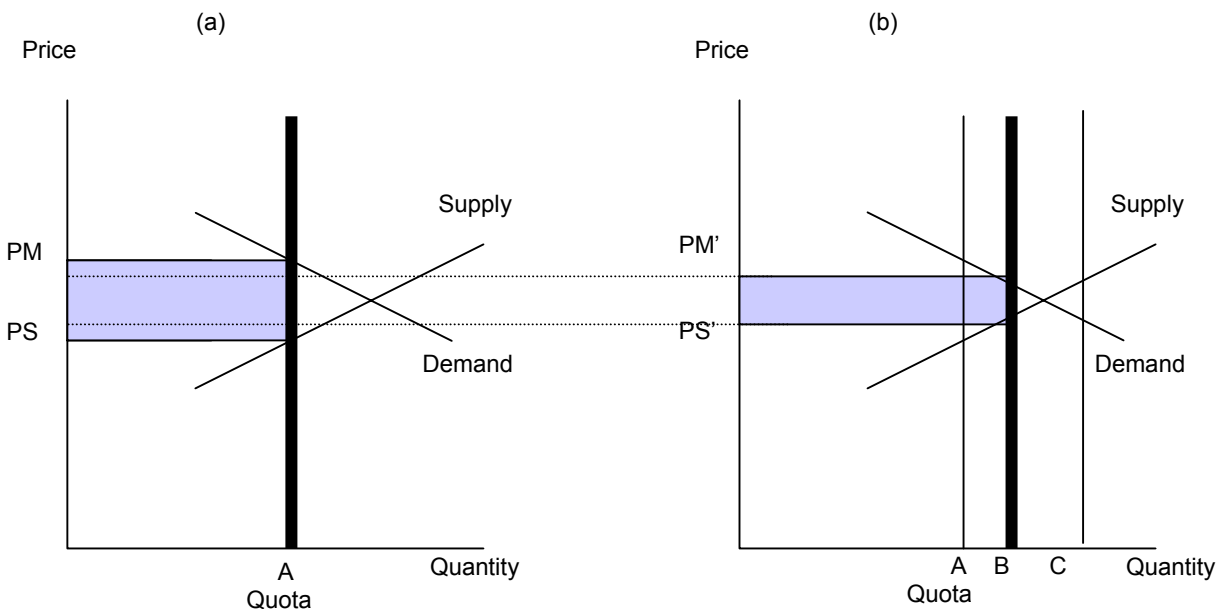 (a)
Price
Supply
PM
PS
Demand
A
Quantity
Quota
(b)
Price
Supply
PM’
PS’
Demand
A B C Quantity
Quota